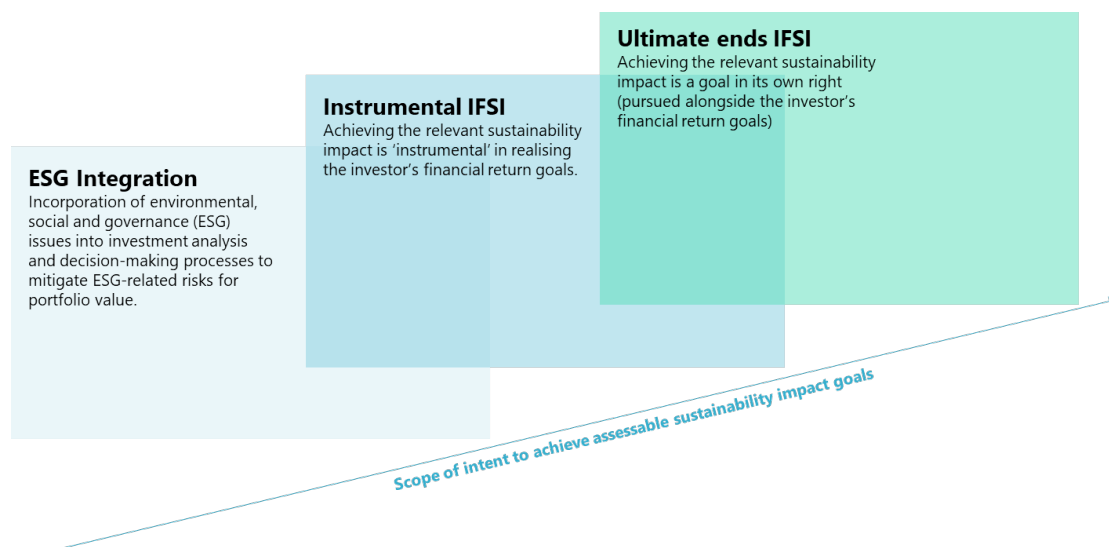 Ultimate ends IFSI
Achieving the relevant sustainability
impact is a goal in its own right
(pursued alongside the investor's
financial return goals)
Instrumental IFSI
Achieving the relevant sustainability
impact is ‘instrumental’ in realising
the investor’s financial return goals.
ESG Integration
Incorporation of environmental,
social and governance (ESG)
issues into investment analysis
and decision-making processes to
mitigate ESG-related risks for
portfolio value.
Scope of intent to achieve assessable sustainability impact goals